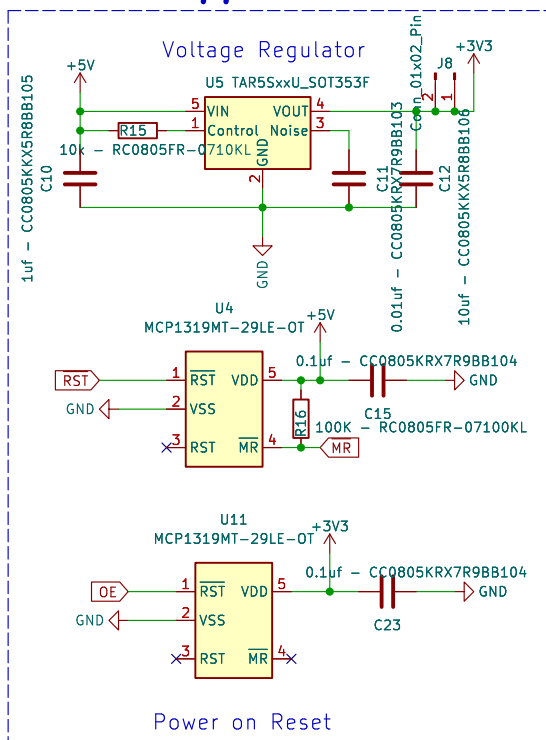 Voltage Regulator
+5V
+3V3
Conn_01x02_Pin
J8
2
1
U5 TAR5SxxU_SOT353F
5 VIN
VOUT 4
1 Control
Noise 3
GND
2
R15
10k - RC0805FR-0710KL
C10
1uf - CC0805KKX5R8BB105
C11
0.01uf - CC0805KRX7R9BB103
C12
10uf - CC0805KKX5R8BB106
GND
U4
MCP1319MT-29LE-OT
+5V
0.1uf - CC0805KRX7R9BB104
RST
1 RST
VDD 5
GND
GND
2 VSS
C15
R16
100K - RC0805FR-07100KL
3 RST
MR 4
MR
U11
MCP1319MT-29LE-OT
+3V3
0.1uf - CC0805KRX7R9BB104
OE
1 RST
VDD 5
GND
GND
2 VSS
C23
3 RST
MR 4
Power on Reset